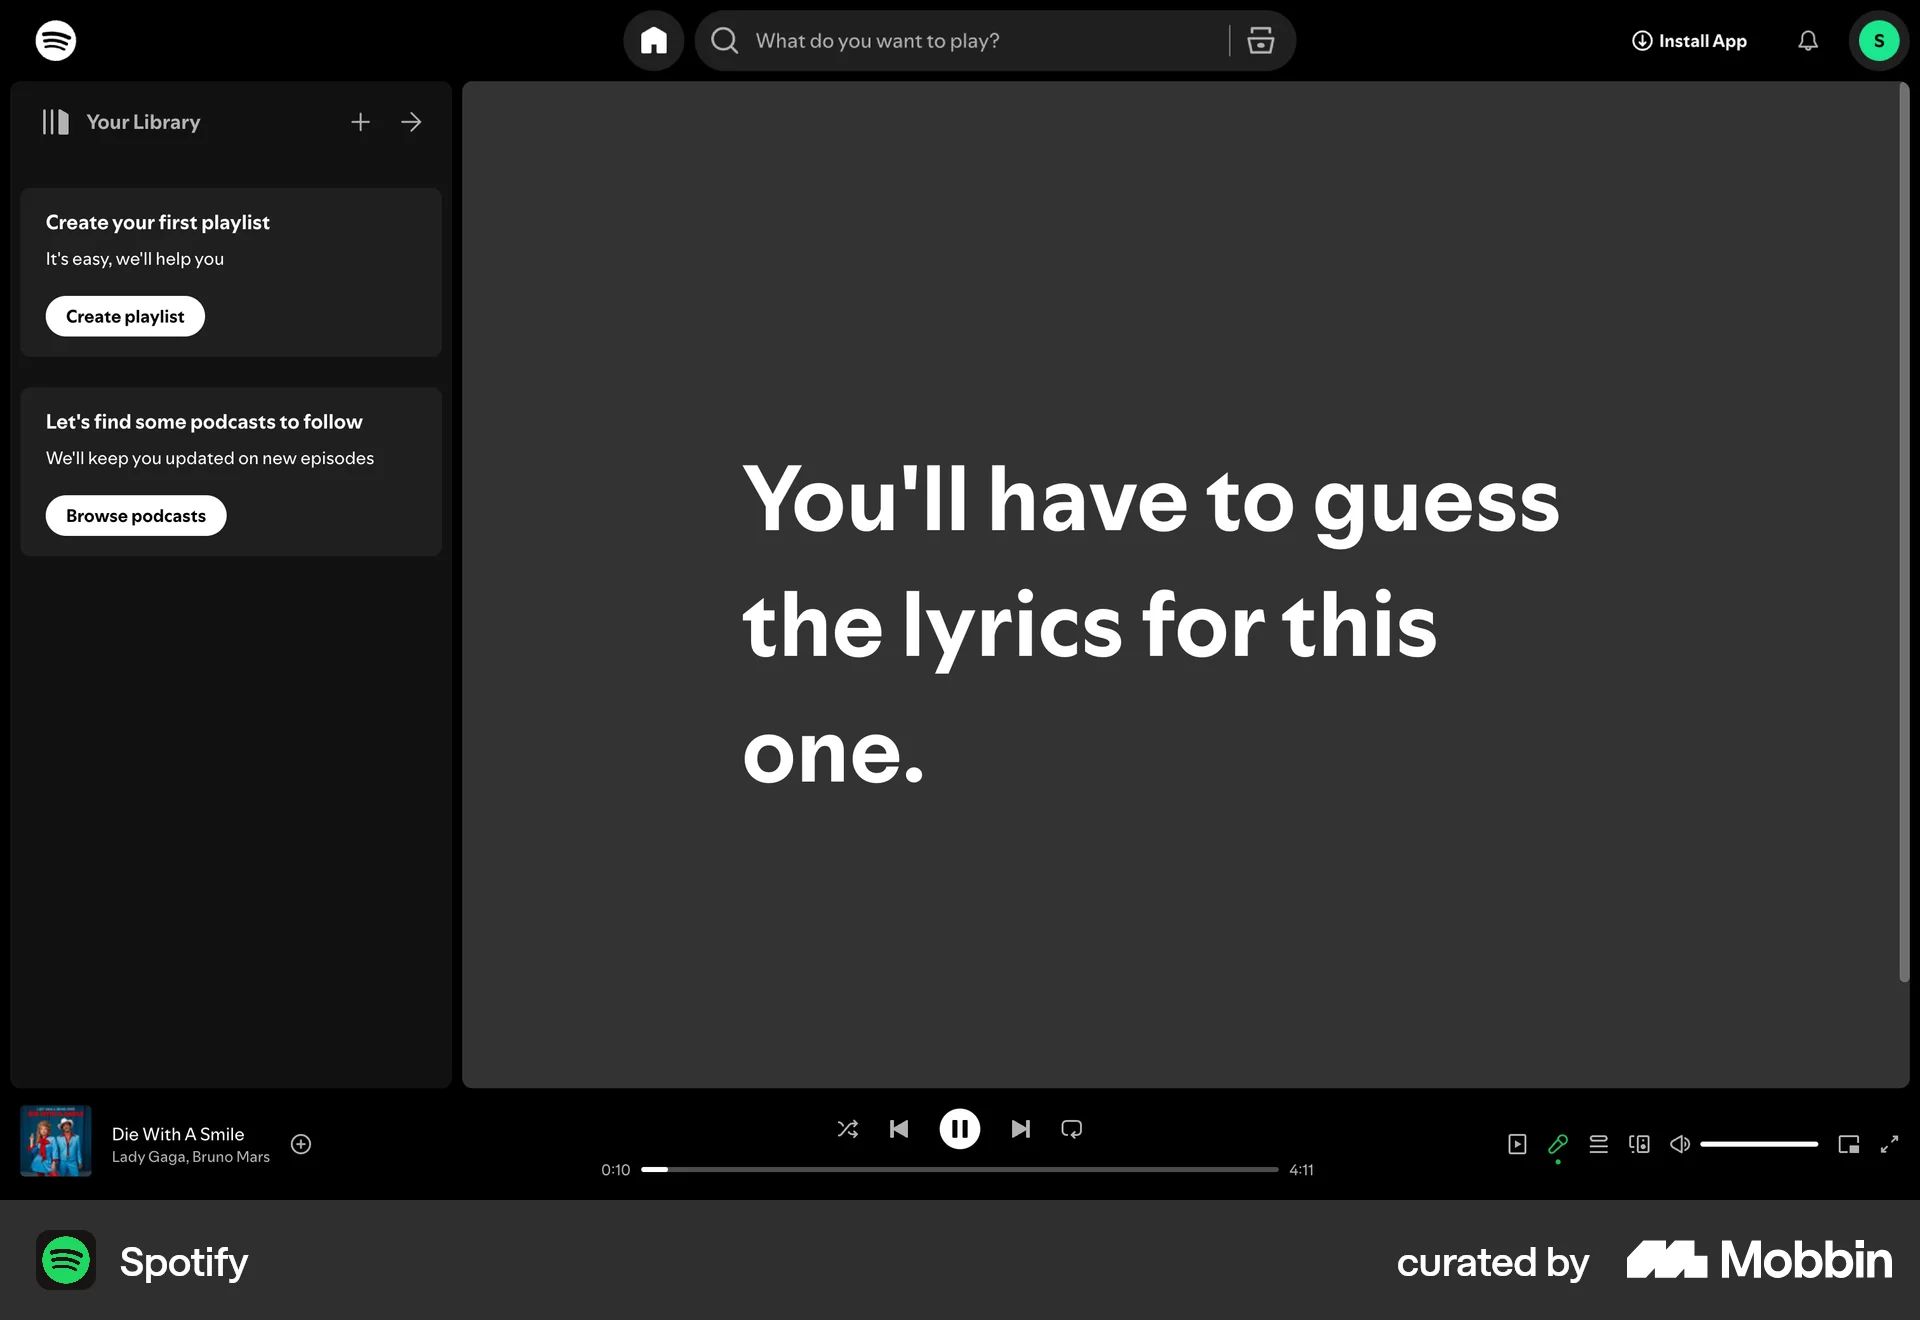 What do you want to play?
Install App
S
Your Library
Create your first playlist
It's easy, we'll help you
Create playlist
Let's find some podcasts to follow
We'll keep you updated on new episodes
Browse podcasts
You'll have to guess
the lyrics for this
one.
Die With A Smile
Lady Gaga, Bruno Mars
0:10
4:11
Spotify
curated by
Mobbin